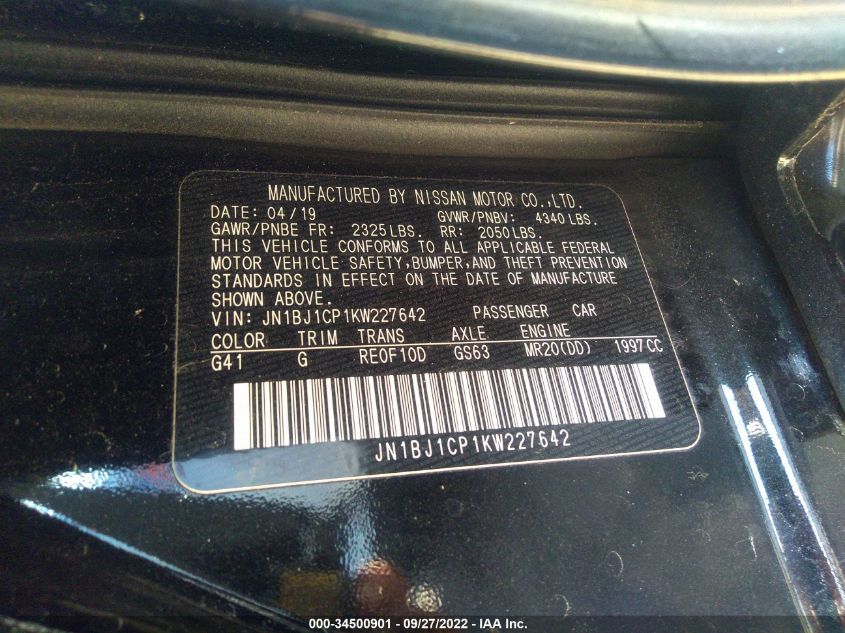 MANUFACTURED BY NISSAN MOTOR CO.,LTD.
DATE: 04/19 GVWR/PNBV: 4340 LBS.
GAWR/PNBE FR: 2325 LBS. RR: 2050 LBS.
THIS VEHICLE CONFORMS TO ALL APPLICABLE FEDERAL
MOTOR VEHICLE SAFETY,BUMPER,AND THEFT PREVENTION
STANDARDS IN EFFECT ON THE DATE OF MANUFACTURE
SHOWN ABOVE.
VIN: JN1BJ1CP1KW227642 PASSENGER CAR
COLOR TRIM TRANS AXLE ENGINE
G41 G RE0F10D GS63 MR20(DD) 1997CC
JN1BJ1CP1KW227642
000-34500901 - 09/27/2022 - IAAI.com